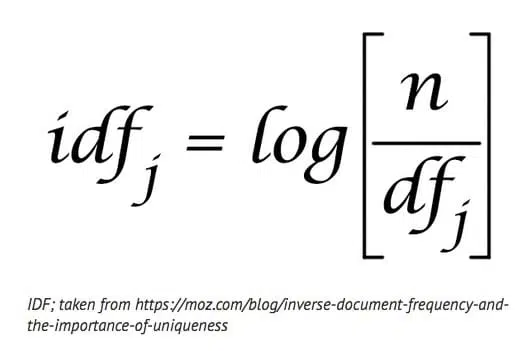 idf_j = log [ n / df_j ]
IDF; taken from https://moz.com/blog/inverse-document-frequency-and-
the-importance-of-uniqueness